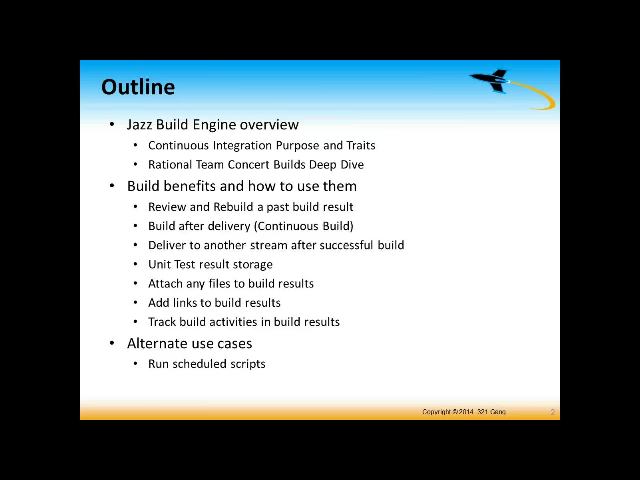 Outline
• Jazz Build Engine overview
• Continuous Integration Purpose and Traits
• Rational Team Concert Builds Deep Dive
• Build benefits and how to use them
• Review and Rebuild a past build result
• Build after delivery (Continuous Build)
• Deliver to another stream after successful build
• Unit Test result storage
• Attach any files to build results
• Add links to build results
• Track build activities in build results
• Alternate use cases
• Run scheduled scripts
Copyright © 2014 321 Gang
2